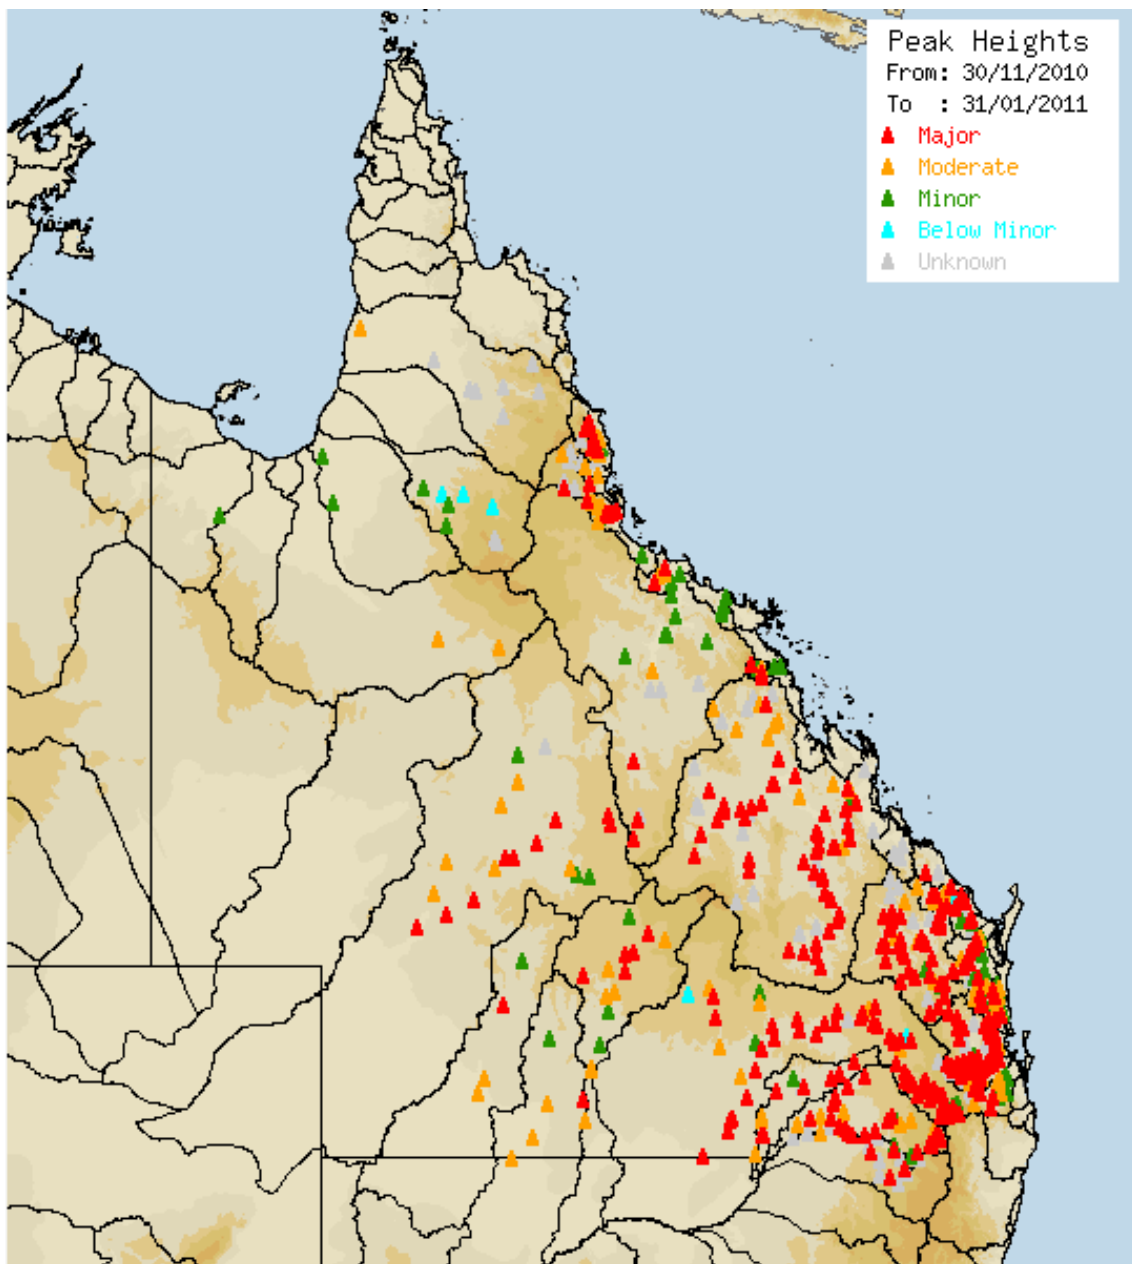 Peak Heights
From: 30/11/2010
To : 31/01/2011
Major
Moderate
Minor
Below Minor
Unknown